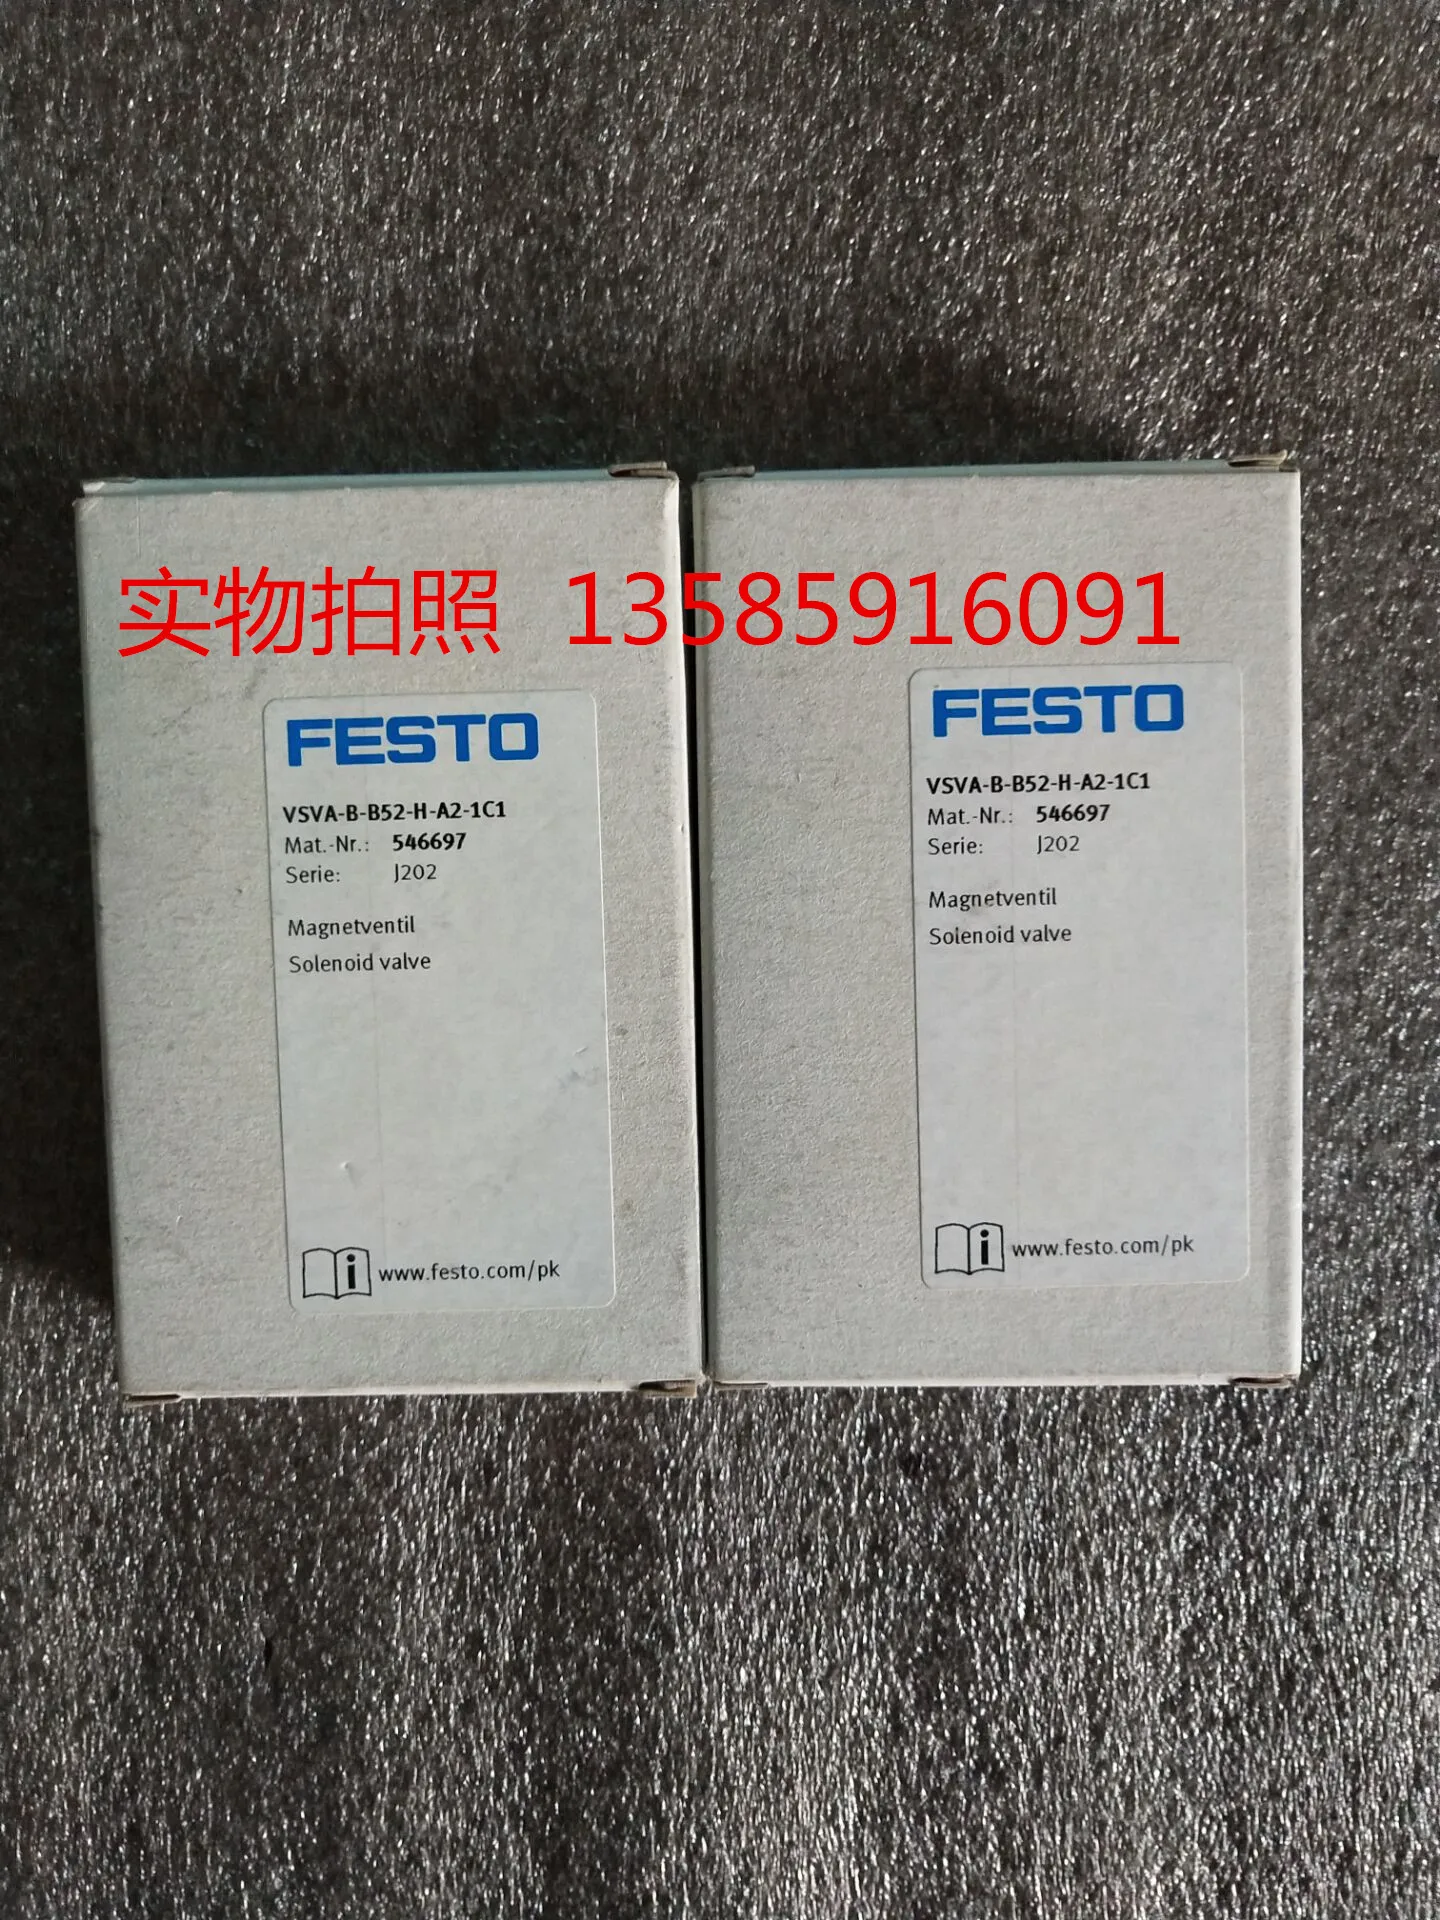 实物拍照 13585916091
FESTO
VSVA-B-B52-H-A2-1C1
Mat.-Nr.: 546697
Serie: J202
Magnetventil
Solenoid valve
i www.festo.com/pk
FESTO
VSVA-B-B52-H-A2-1C1
Mat.-Nr.: 546697
Serie: J202
Magnetventil
Solenoid valve
i www.festo.com/pk